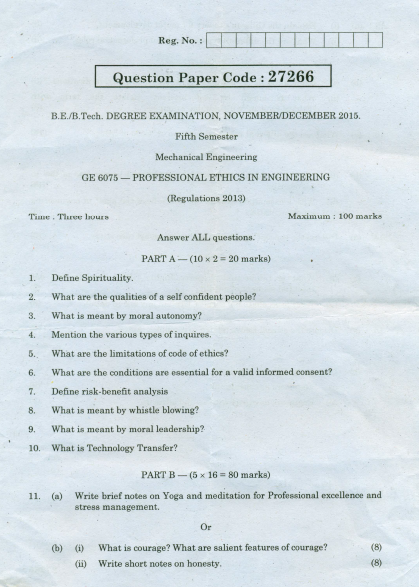 Reg. No. :
Question Paper Code : 27266
B.E./B.Tech. DEGREE EXAMINATION, NOVEMBER/DECEMBER 2015.
Fifth Semester
Mechanical Engineering
GE 6075 — PROFESSIONAL ETHICS IN ENGINEERING
(Regulations 2013)
Time : Three hours Maximum : 100 marks
Answer ALL questions.
PART A — (10 × 2 = 20 marks)
1. Define Spirituality.
2. What are the qualities of a self confident people?
3. What is meant by moral autonomy?
4. Mention the various types of inquires.
5. What are the limitations of code of ethics?
6. What are the conditions are essential for a valid informed consent?
7. Define risk-benefit analysis
8. What is meant by whistle blowing?
9. What is meant by moral leadership?
10. What is Technology Transfer?
PART B — (5 × 16 = 80 marks)
11. (a) Write brief notes on Yoga and meditation for Professional excellence and
stress management.
Or
(b) (i) What is courage? What are salient features of courage? (8)
(ii) Write short notes on honesty. (8)